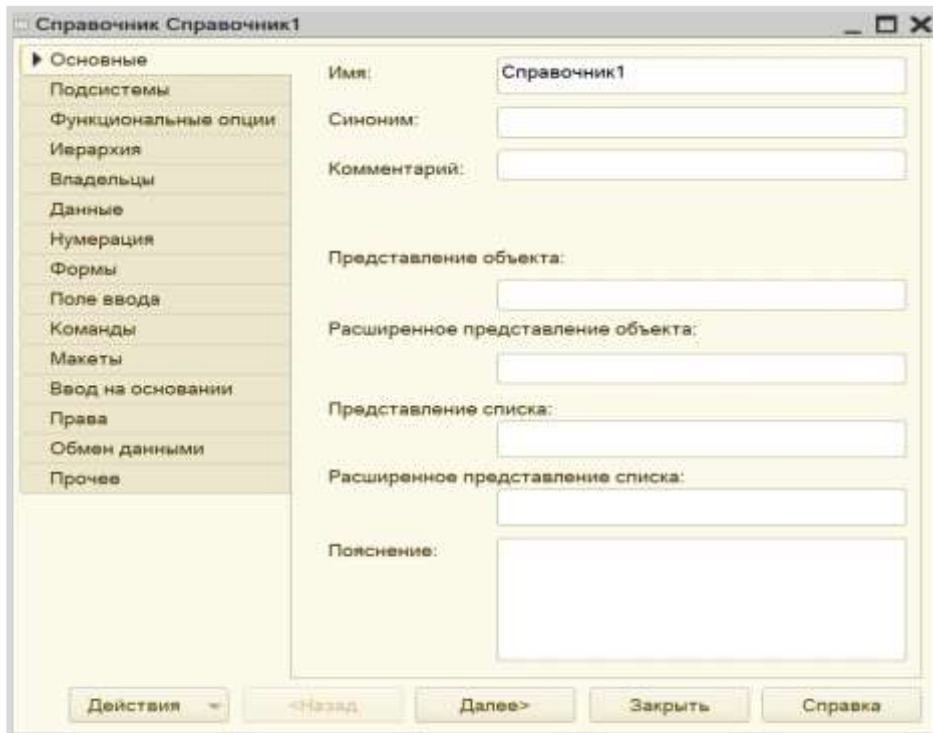 Справочник Справочник1
Основные
Подсистемы
Функциональные опции
Иерархия
Владельцы
Данные
Нумерация
Формы
Поле ввода
Команды
Макеты
Ввод на основании
Права
Обмен данными
Прочее
Имя: Справочник1
Синоним:
Комментарий:
Представление объекта:
Расширенное представление объекта:
Представление списка:
Расширенное представление списка:
Пояснение:
Действия <Назад Далее> Закрыть Справка